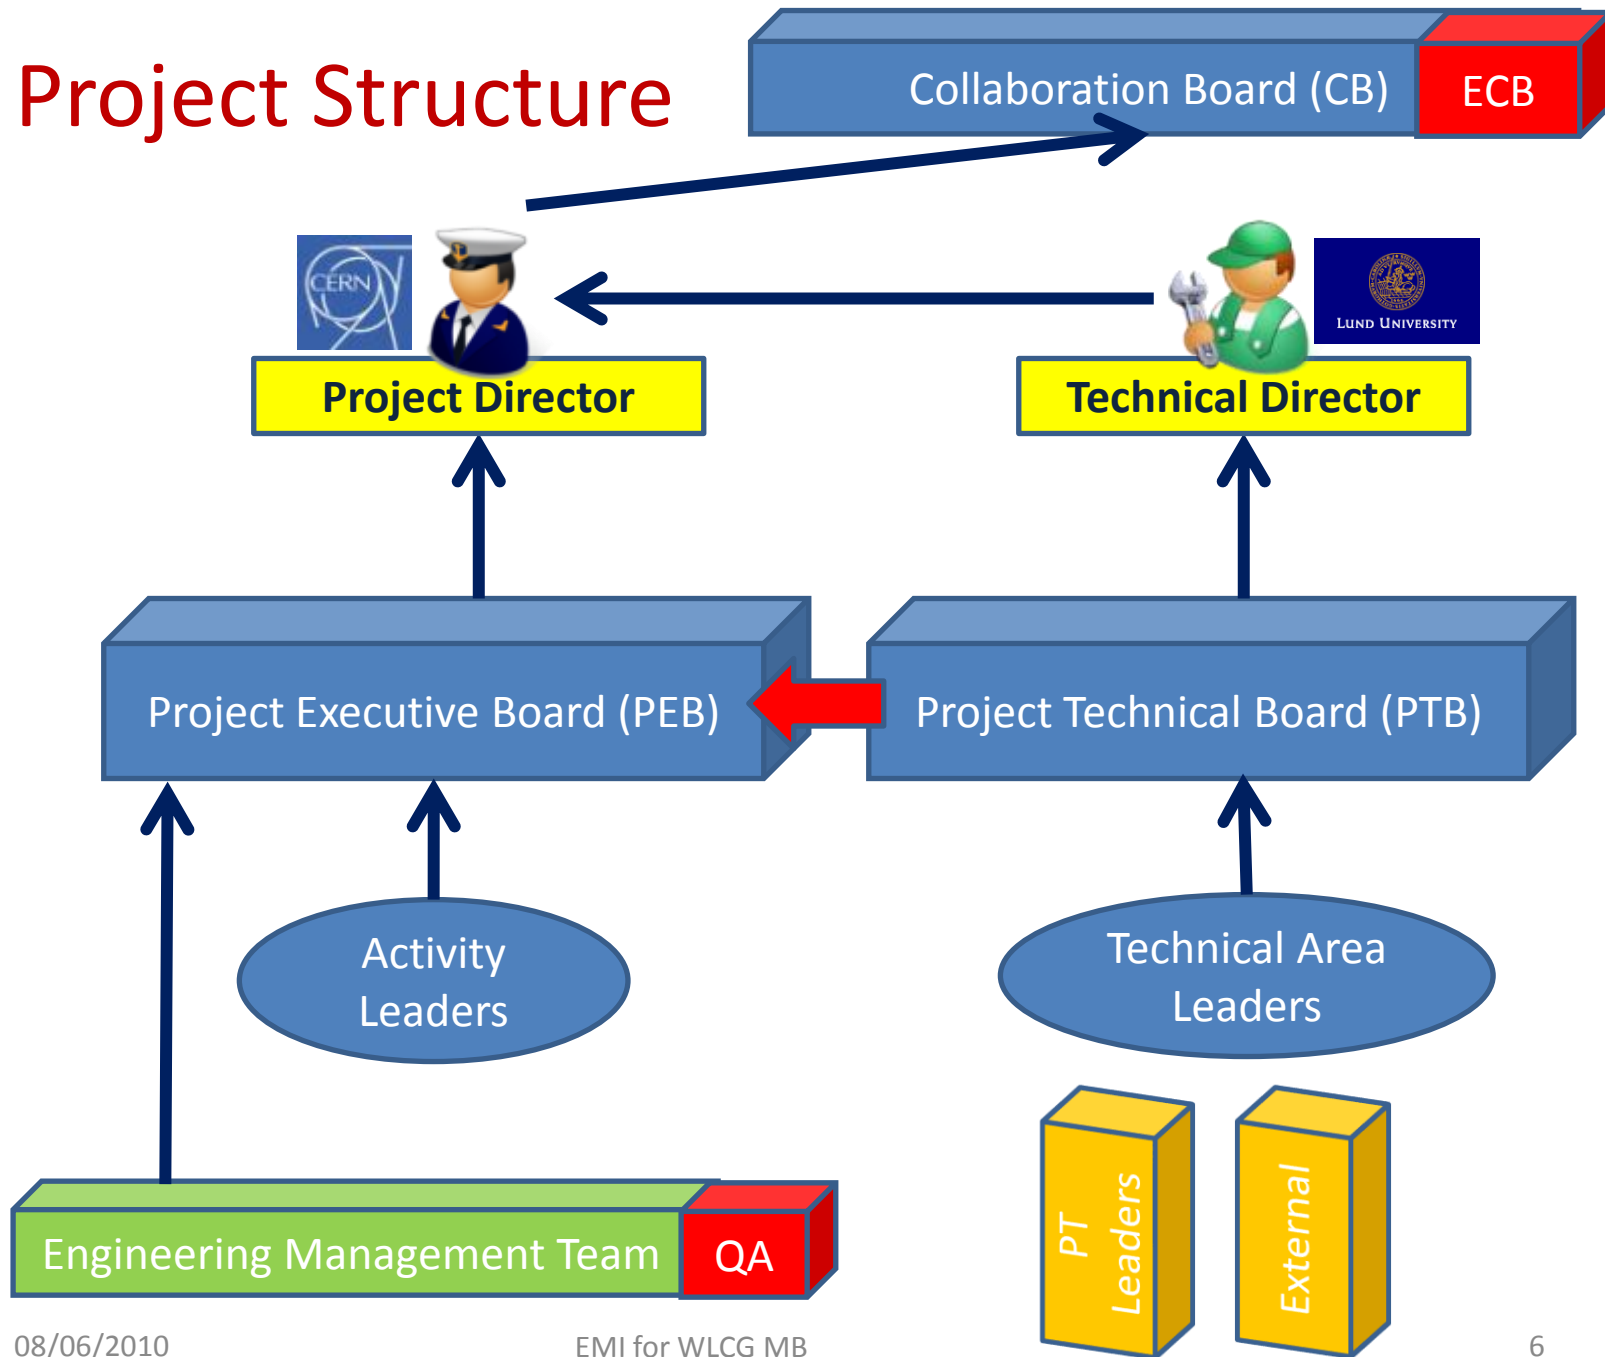 Project Structure
Collaboration Board (CB)
ECB
CERN
LUND UNIVERSITY
Project Director
Technical Director
Project Executive Board (PEB)
Project Technical Board (PTB)
Activity
Leaders
Technical Area
Leaders
PT
Leaders
External
Engineering Management Team
QA
08/06/2010
EMI for WLCG MB
6